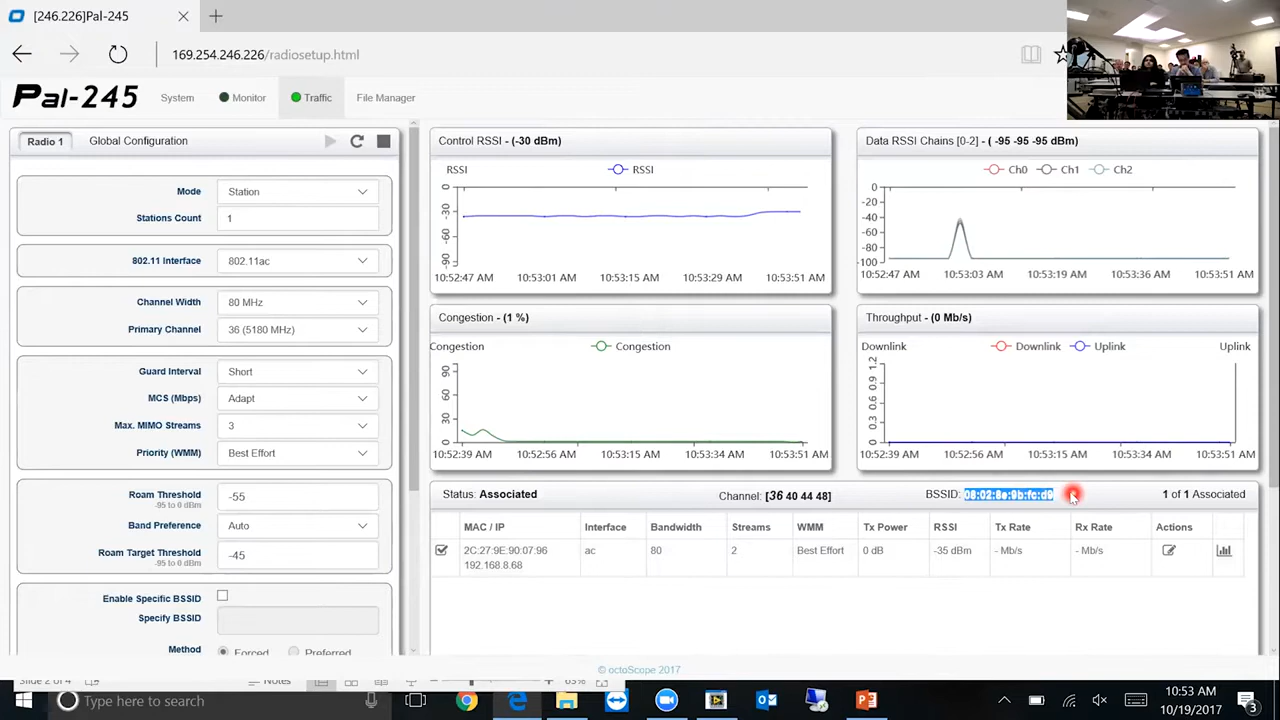 [246.226]Pal-245
169.254.246.226/radiosetup.html
Pal-245
System
Monitor
Traffic
File Manager
Radio 1
Global Configuration
Mode
Station
Stations Count
1
802.11 Interface
802.11ac
Channel Width
80 MHz
Primary Channel
36 (5180 MHz)
Guard Interval
Short
MCS (Mbps)
Adapt
Max. MIMO Streams
3
Priority (WMM)
Best Effort
Roam Threshold
-95 to 0 dBm
-55
Band Preference
Auto
Roam Target Threshold
-95 to 0 dBm
-45
Enable Specific BSSID
Specify BSSID
Method
Forced
Preferred
Control RSSI - (-30 dBm)
RSSI
RSSI
0
-30
-60
-90
10:52:47 AM 10:53:01 AM 10:53:15 AM 10:53:29 AM 10:53:51 AM
Data RSSI Chains [0-2] - ( -95 -95 -95 dBm)
Ch0 Ch1 Ch2
0
-20
-40
-60
-80
-100
10:52:47 AM 10:53:03 AM 10:53:19 AM 10:53:36 AM 10:53:51 AM
Congestion - (1 %)
Congestion
Congestion
90
60
30
0
10:52:39 AM 10:52:56 AM 10:53:15 AM 10:53:34 AM 10:53:51 AM
Throughput - (0 Mb/s)
Downlink
Downlink Uplink
Uplink
1.2
0.9
0.6
0.3
0
10:52:39 AM 10:52:56 AM 10:53:15 AM 10:53:34 AM 10:53:51 AM
Status: Associated
Channel: [36 40 44 48]
BSSID: 08:02:8e:9b:fc:d9
1 of 1 Associated
MAC / IP Interface Bandwidth Streams WMM Tx Power RSSI Tx Rate Rx Rate Actions
2C:27:9E:90:07:96 ac 80 2 Best Effort 0 dB -35 dBm - Mb/s - Mb/s
192.168.8.68
© octoScope 2017
Slide 2 of 4
Notes
63%
Type here to search
10:53 AM
10/19/2017
3